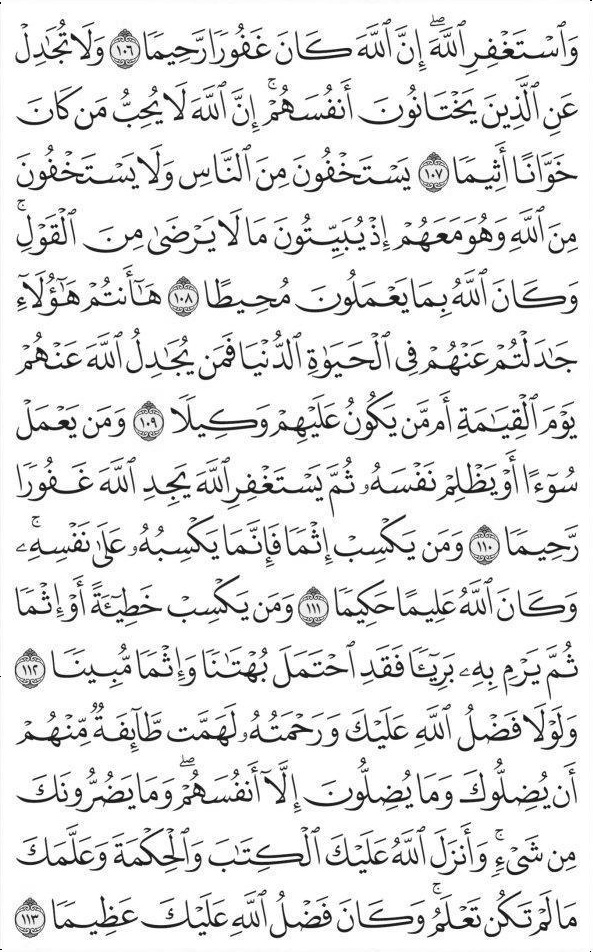 وَٱسْتَغْفِرِ ٱللَّهَۖ إِنَّ ٱللَّهَ كَانَ غَفُورًا رَّحِيمًا ١٠٦ وَلَا تُجَٰدِلْ
عَنِ ٱلَّذِينَ يَخْتَانُونَ أَنفُسَهُمْۚ إِنَّ ٱللَّهَ لَا يُحِبُّ مَن كَانَ
خَوَّانًا أَثِيمًا ١٠٧ يَسْتَخْفُونَ مِنَ ٱلنَّاسِ وَلَا يَسْتَخْفُونَ
مِنَ ٱللَّهِ وَهُوَ مَعَهُمْ إِذْ يُبَيِّتُونَ مَا لَا يَرْضَىٰ مِنَ ٱلْقَوْلِۚ
وَكَانَ ٱللَّهُ بِمَا يَعْمَلُونَ مُحِيطًا ١٠٨ هَٰٓأَنتُمْ هَٰٓؤُلَآءِ
جَٰدَلْتُمْ عَنْهُمْ فِى ٱلْحَيَوٰةِ ٱلدُّنْيَا فَمَن يُجَٰدِلُ ٱللَّهَ عَنْهُمْ
يَوْمَ ٱلْقِيَٰمَةِ أَم مَّن يَكُونُ عَلَيْهِمْ وَكِيلًا ١٠٩ وَمَن يَعْمَلْ
سُوٓءًا أَوْ يَظْلِمْ نَفْسَهُۥ ثُمَّ يَسْتَغْفِرِ ٱللَّهَ يَجِدِ ٱللَّهَ غَفُورًا
رَّحِيمًا ١١٠ وَمَن يَكْسِبْ إِثْمًا فَإِنَّمَا يَكْسِبُهُۥ عَلَىٰ نَفْسِهِۦۚ
وَكَانَ ٱللَّهُ عَلِيمًا حَكِيمًا ١١١ وَمَن يَكْسِبْ خَطِيٓـَٔةً أَوْ إِثْمًا
ثُمَّ يَرْمِ بِهِۦ بَرِيٓـًٔا فَقَدِ ٱحْتَمَلَ بُهْتَٰنًا وَإِثْمًا مُّبِينًا ١١٢
وَلَوْلَا فَضْلُ ٱللَّهِ عَلَيْكَ وَرَحْمَتُهُۥ لَهَمَّت طَّآئِفَةٌ مِّنْهُمْ
أَن يُضِلُّوكَ وَمَا يُضِلُّونَ إِلَّآ أَنفُسَهُمْۖ وَمَا يَضُرُّونَكَ
مِن شَىْءٍۚ وَأَنزَلَ ٱللَّهُ عَلَيْكَ ٱلْكِتَٰبَ وَٱلْحِكْمَةَ وَعَلَّمَكَ
مَا لَمْ تَكُن تَعْلَمُۚ وَكَانَ فَضْلُ ٱللَّهِ عَلَيْكَ عَظِيمًا ١١٣